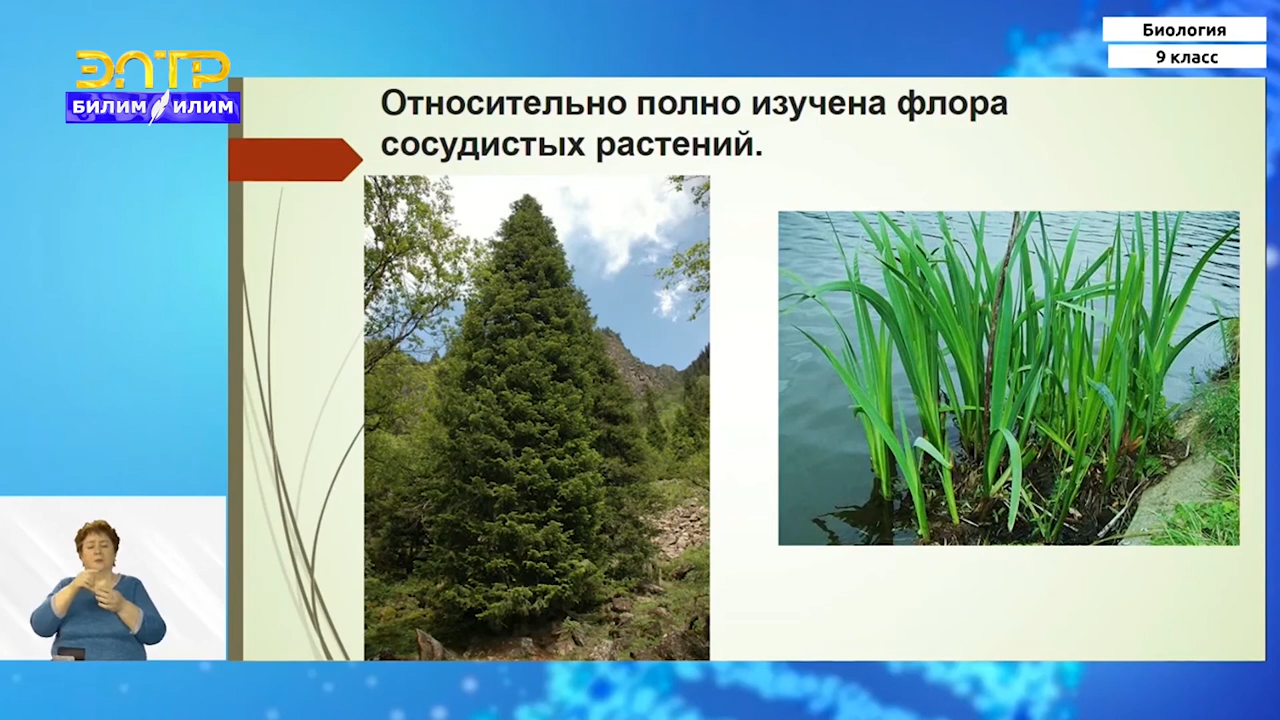 Биология
9 класс
ЭЛТР
БИЛИМ ИЛИМ
Относительно полно изучена флора
сосудистых растений.